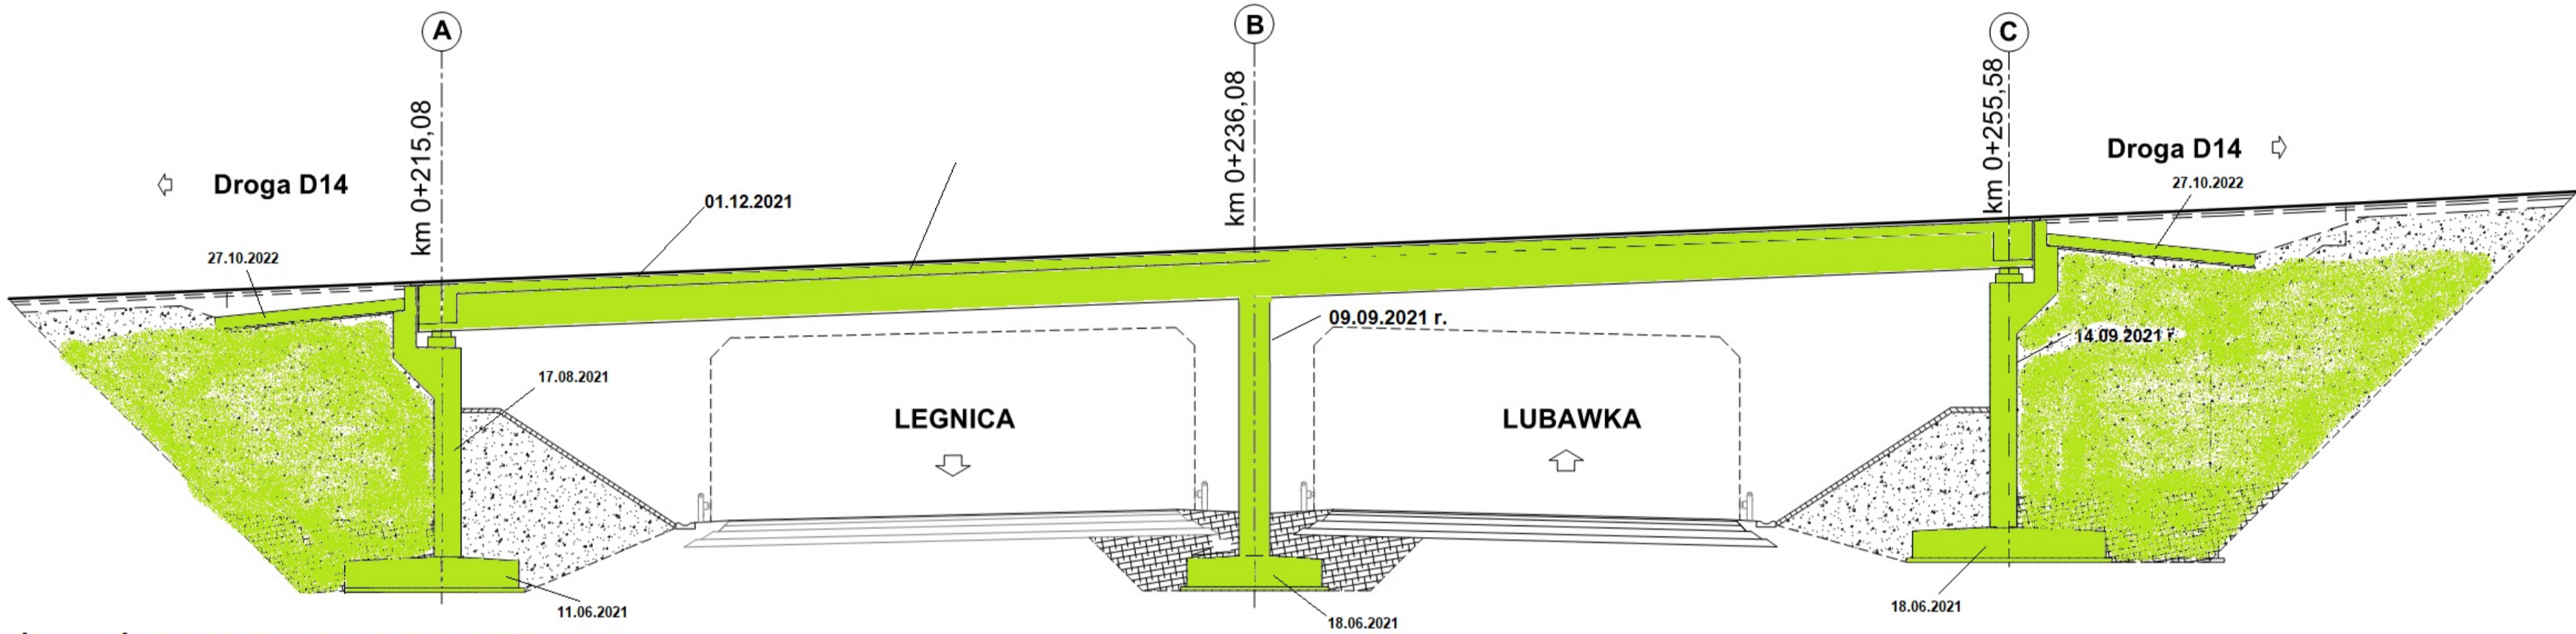 A
B
C
km 0+215,08
km 0+236,08
km 0+255,58
Droga D14
Droga D14
27.10.2022
01.12.2021
27.10.2022
09.09.2021 r.
14.09.2021 r.
17.08.2021
LEGNICA
LUBAWKA
11.06.2021
18.06.2021
18.06.2021